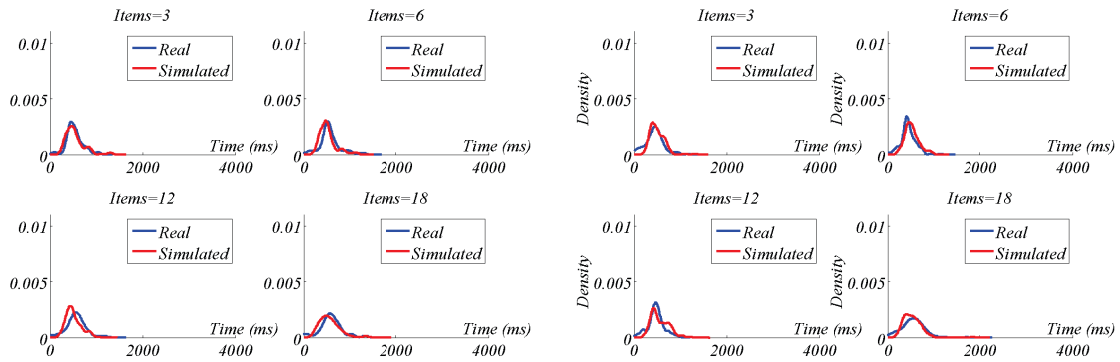 Items=3
0.01
0.005
0
2000
4000
Time (ms)
Real
Simulated
Items=6
0.01
0.005
0
2000
4000
Time (ms)
Real
Simulated
Items=3
0.01
0.005
0
2000
4000
Density
Time (ms)
Real
Simulated
Items=6
0.01
0.005
0
2000
4000
Density
Time (ms)
Real
Simulated
Items=12
0.01
0.005
0
0
2000
4000
Time (ms)
Real
Simulated
Items=18
0.01
0.005
0
0
2000
4000
Time (ms)
Real
Simulated
Items=12
0.01
0.005
0
0
2000
4000
Density
Time (ms)
Real
Simulated
Items=18
0.01
0.005
0
0
2000
4000
Density
Time (ms)
Real
Simulated